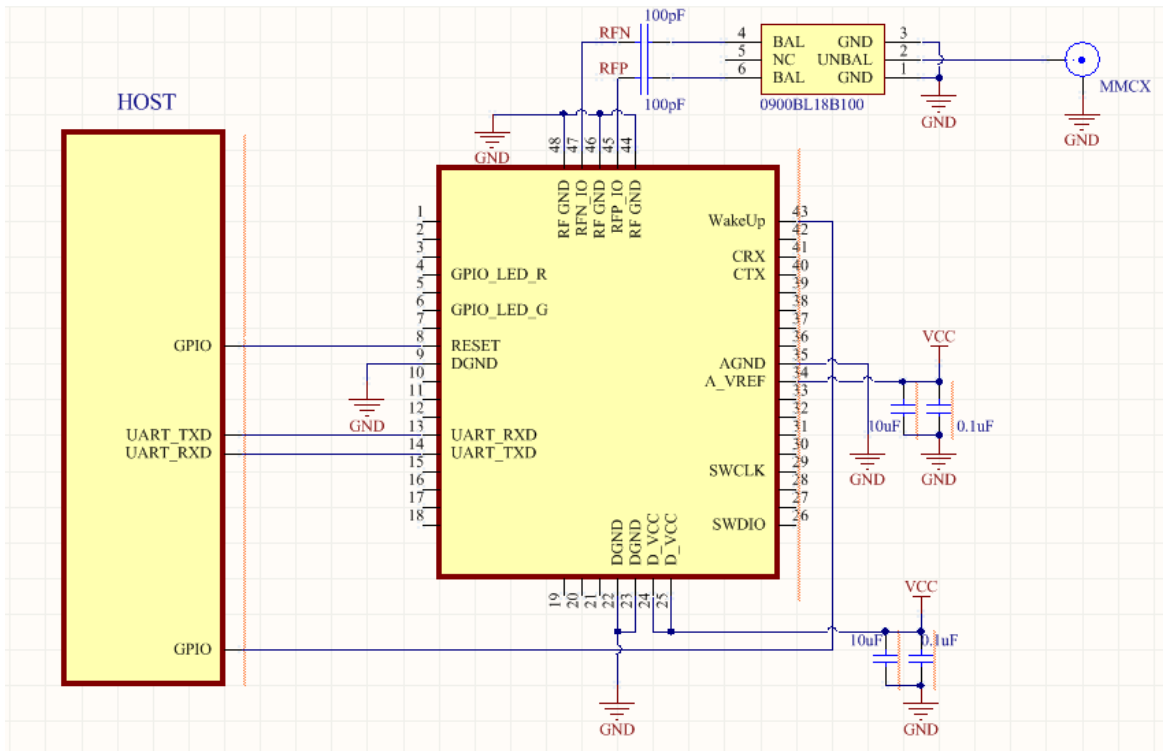 100pF
RFN
4 BAL GND 3
5 NC UNBAL 2
RFP
6 BAL GND 1
MMCX
100pF
0900BL18B100
HOST
GND
GND
GND
48 47 46 45 44
RF GND
RFN_IO
RF GND
RFP_IO
RF GND
1
WakeUp 43
2
42
3
CRX 41
4 GPIO_LED_R
CTX 40
5
39
6 GPIO_LED_G
38
7
37
GPIO
8 RESET
36
VCC
9 DGND
AGND 35
10
A_VREF 34
11
33
12
32
10uF
0.1uF
GND
UART_TXD
13 UART_RXD
31
UART_RXD
14 UART_TXD
30
15
SWCLK 29
GND
GND
16
28
17
27
18
SWDIO 26
DGND
DGND
D_VCC
D_VCC
19 20 21 22 23 24 25
VCC
GPIO
10uF
0.1uF
GND
GND